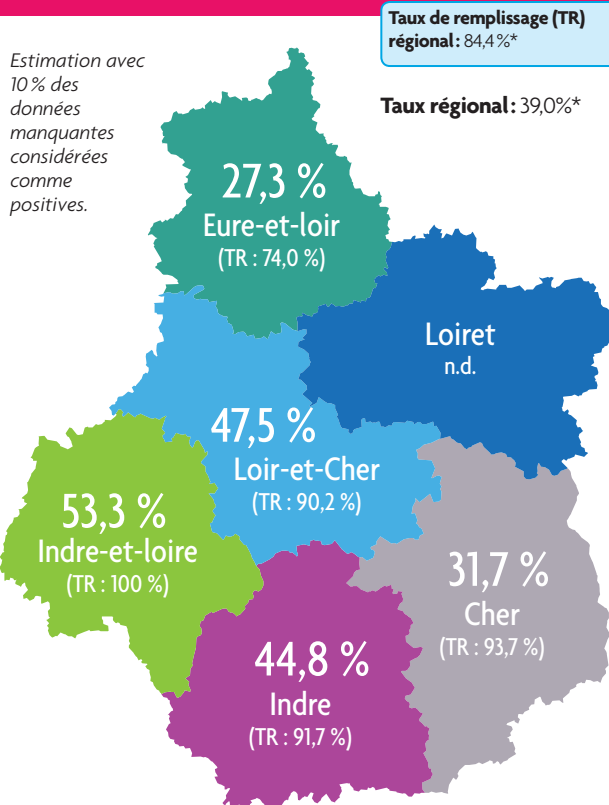 Taux de remplissage (TR)
régional : 84,4 %*
Estimation avec
10 % des
données
manquantes
considérées
comme
positives.
Taux régional : 39,0%*
27,3 %
Eure-et-loir
(TR : 74,0 %)
Loiret
n.d.
47,5 %
Loir-et-Cher
(TR : 90,2 %)
53,3 %
Indre-et-loire
(TR : 100 %)
31,7 %
Cher
(TR : 93,7 %)
44,8 %
Indre
(TR : 91,7 %)